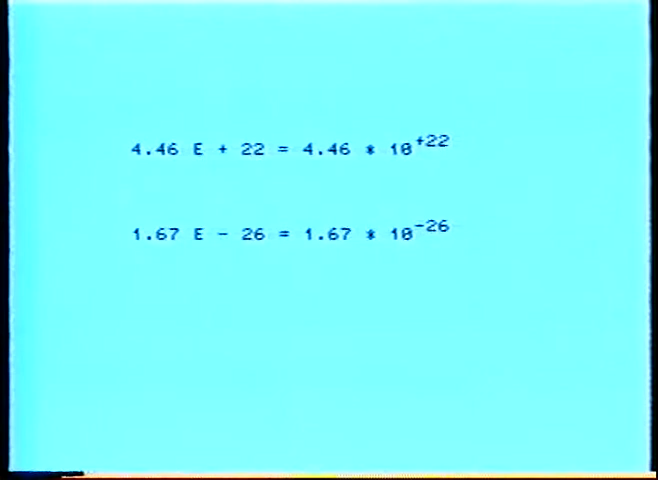 4.46 E + 22 = 4.46 * 10⁺²²
1.67 E - 26 = 1.67 * 10⁻²⁶